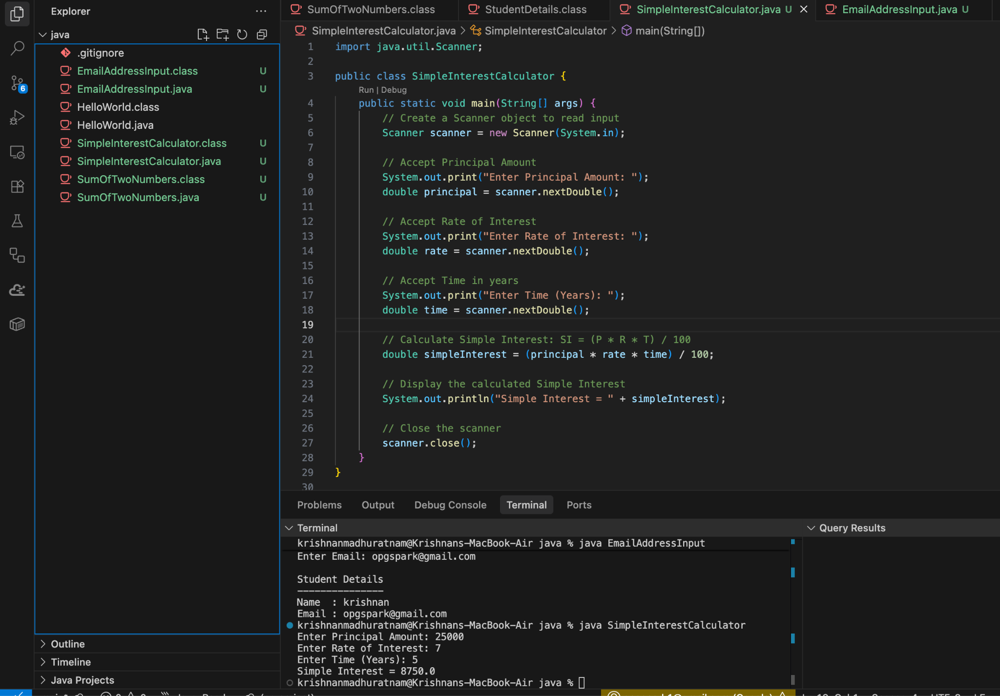 Explorer
java
.gitignore
EmailAddressInput.class U
EmailAddressInput.java U
HelloWorld.class
HelloWorld.java
SimpleInterestCalculator.class U
SimpleInterestCalculator.java U
SumOfTwoNumbers.class U
SumOfTwoNumbers.java U
6
Outline
Timeline
Java Projects
SumOfTwoNumbers.class
StudentDetails.class
SimpleInterestCalculator.java U
EmailAddressInput.java U
SimpleInterestCalculator.java > SimpleInterestCalculator > main(String[])
1 import java.util.Scanner;
2
3 public class SimpleInterestCalculator {
Run | Debug
4 public static void main(String[] args) {
5 // Create a Scanner object to read input
6 Scanner scanner = new Scanner(System.in);
7
8 // Accept Principal Amount
9 System.out.print("Enter Principal Amount: ");
10 double principal = scanner.nextDouble();
11
12 // Accept Rate of Interest
13 System.out.print("Enter Rate of Interest: ");
14 double rate = scanner.nextDouble();
15
16 // Accept Time in years
17 System.out.print("Enter Time (Years): ");
18 double time = scanner.nextDouble();
19
20 // Calculate Simple Interest: SI = (P * R * T) / 100
21 double simpleInterest = (principal * rate * time) / 100;
22
23 // Display the calculated Simple Interest
24 System.out.println("Simple Interest = " + simpleInterest);
25
26 // Close the scanner
27 scanner.close();
28 }
29 }
30
Problems Output Debug Console Terminal Ports
Terminal
Query Results
krishnanmadhuratnam@Krishnans-MacBook-Air java % java EmailAddressInput
Enter Email: opgspark@gmail.com
Student Details
---------------
Name  : krishnan
Email : opgspark@gmail.com
krishnanmadhuratnam@Krishnans-MacBook-Air java % java SimpleInterestCalculator
Enter Principal Amount: 25000
Enter Rate of Interest: 7
Enter Time (Years): 5
Simple Interest = 8750.0
krishnanmadhuratnam@Krishnans-MacBook-Air java %